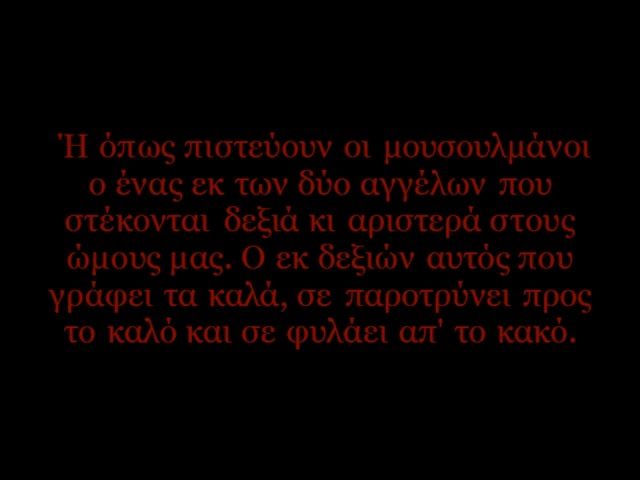 Ή όπως πιστεύουν οι μουσουλμάνοι
ο ένας εκ των δύο αγγέλων που
στέκονται δεξιά κι αριστερά στους
ώμους μας. Ο εκ δεξιών αυτός που
γράφει τα καλά, σε παροτρύνει προς
το καλό και σε φυλάει απ' το κακό.